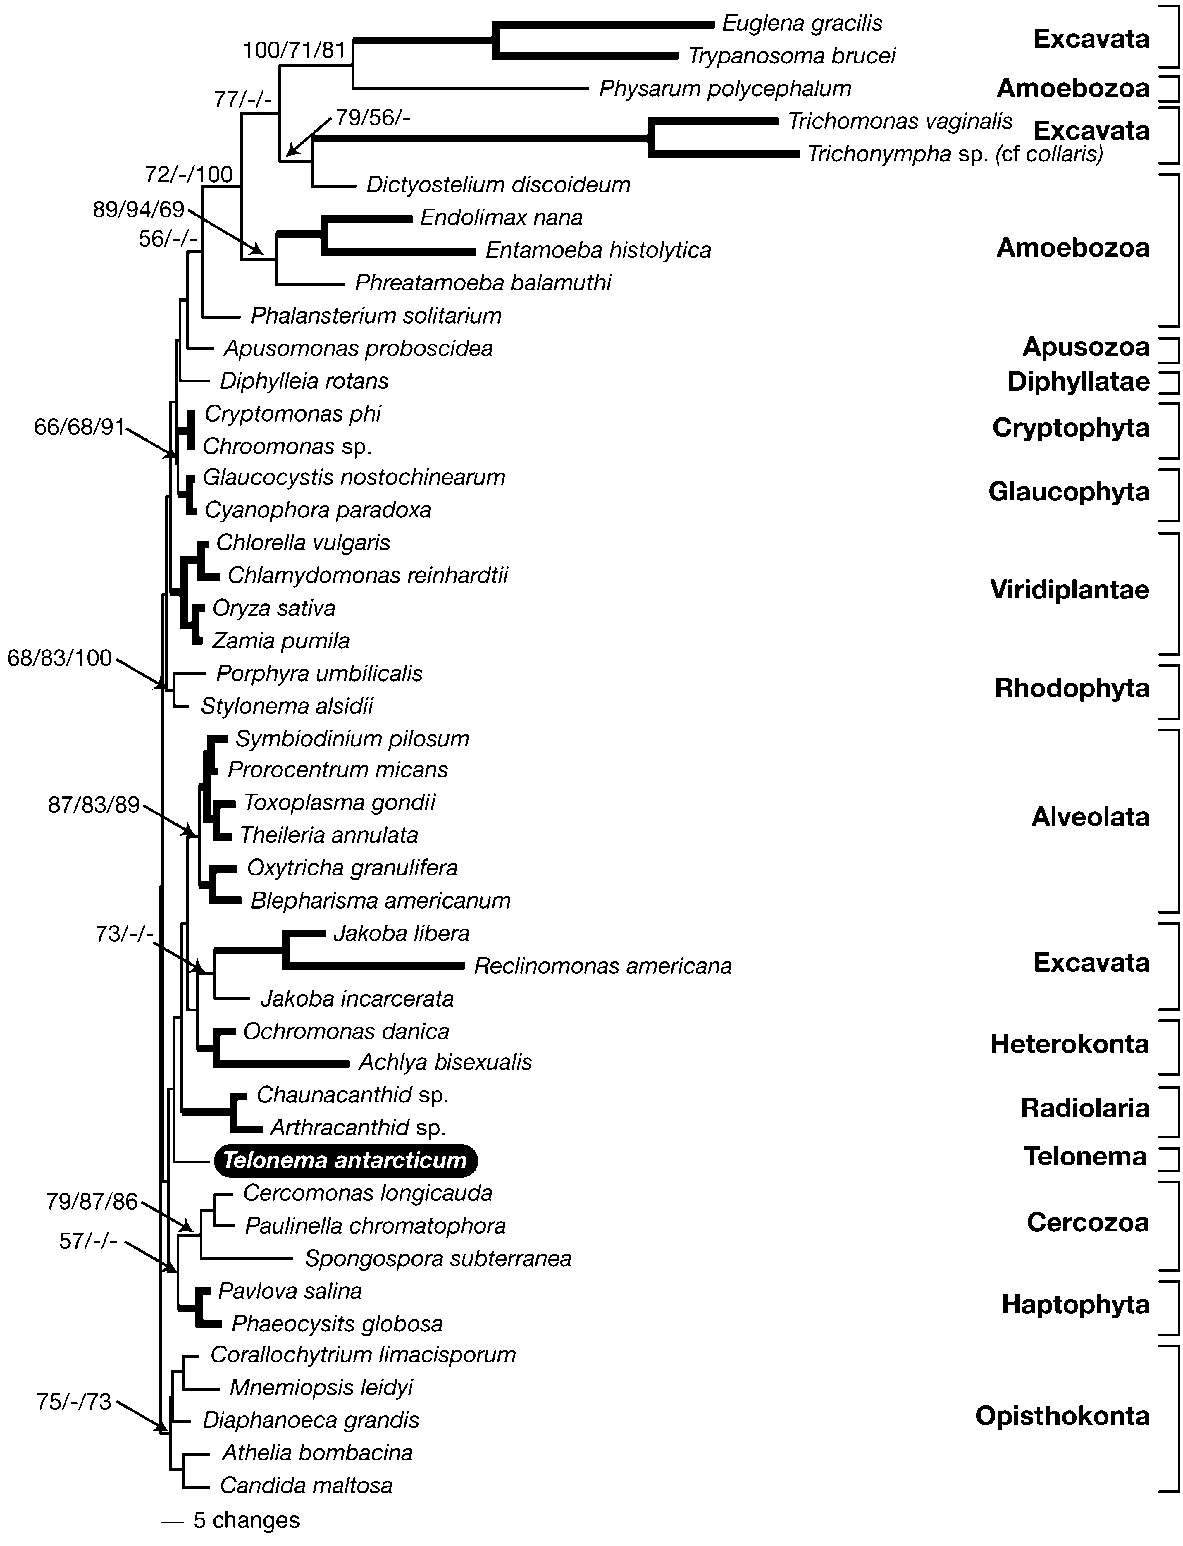 Euglena gracilis
Excavata
100/71/81
Trypanosoma brucei
Physarum polycephalum
Amoebozoa
77/-/-
79/56/-
Trichomonas vaginalis
Excavata
Trichonympha sp. (cf collaris)
72/-/100
Dictyostelium discoideum
89/94/69
Endolimax nana
56/-/-
Entamoeba histolytica
Amoebozoa
Phreatamoeba balamuthi
Phalansterium solitarium
Apusomonas proboscidea
Apusozoa
Diphylleia rotans
Diphyllatae
Cryptomonas phi
66/68/91
Cryptophyta
Chroomonas sp.
Glaucocystis nostochinearum
Glaucophyta
Cyanophora paradoxa
Chlorella vulgaris
Chlamydomonas reinhardtii
Viridiplantae
Oryza sativa
Zamia pumila
68/83/100
Porphyra umbilicalis
Rhodophyta
Stylonema alsidii
Symbiodinium pilosum
Prorocentrum micans
87/83/89
Toxoplasma gondii
Alveolata
Theileria annulata
Oxytricha granulifera
Blepharisma americanum
73/-/-
Jakoba libera
Excavata
Reclinomonas americana
Jakoba incarcerata
Ochromonas danica
Heterokonta
Achlya bisexualis
Chaunacanthid sp.
Radiolaria
Arthracanthid sp.
Telonema antarcticum
Telonema
79/87/86
Cercomonas longicauda
Paulinella chromatophora
Cercozoa
57/-/-
Spongospora subterranea
Pavlova salina
Haptophyta
Phaeocysits globosa
Corallochytrium limacisporum
Mnemiopsis leidyi
75/-/73
Diaphanoeca grandis
Opisthokonta
Athelia bombacina
Candida maltosa
5 changes